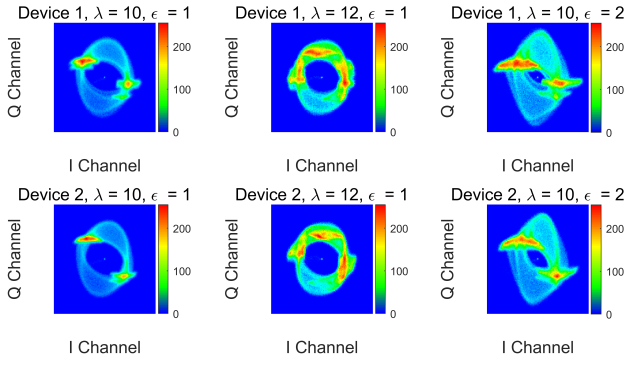 Device 1, λ = 10, ϵ = 1
Q Channel
I Channel
200
100
0
Device 1, λ = 12, ϵ = 1
Q Channel
I Channel
200
100
0
Device 1, λ = 10, ϵ = 2
Q Channel
I Channel
200
100
0
Device 2, λ = 10, ϵ = 1
Q Channel
I Channel
200
100
0
Device 2, λ = 12, ϵ = 1
Q Channel
I Channel
200
100
0
Device 2, λ = 10, ϵ = 2
Q Channel
I Channel
200
100
0